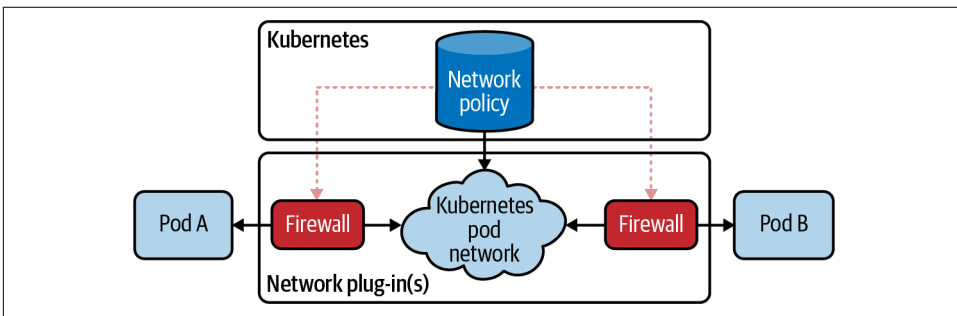 Kubernetes
Network
policy
Pod A
Firewall
Kubernetes
pod
network
Firewall
Pod B
Network plug-in(s)